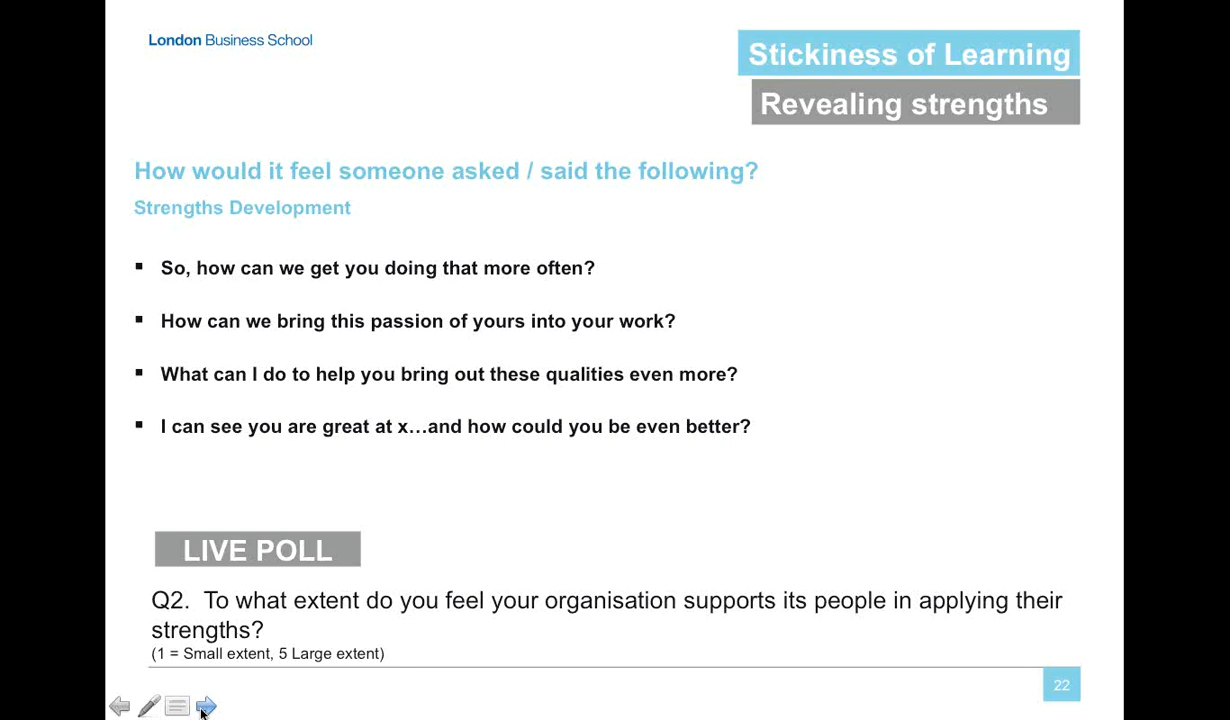 London Business School
Stickiness of Learning
Revealing strengths
How would it feel someone asked / said the following?
Strengths Development
▪ So, how can we get you doing that more often?
▪ How can we bring this passion of yours into your work?
▪ What can I do to help you bring out these qualities even more?
▪ I can see you are great at x…and how could you be even better?
LIVE POLL
Q2. To what extent do you feel your organisation supports its people in applying their
strengths?
(1 = Small extent, 5 Large extent)
22